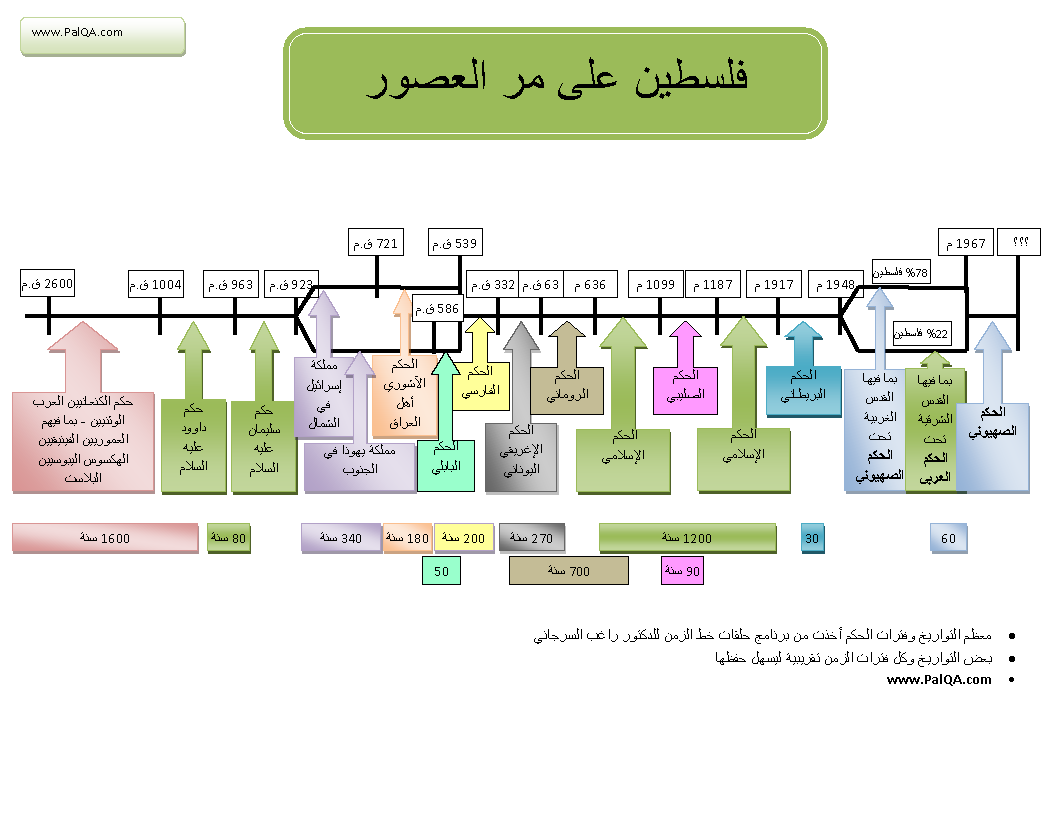 www.PalQA.com
فلسطين على مر العصور
721 ق.م
539 ق.م
1967 م
؟؟؟
2600 ق.م
1004 ق.م
963 ق.م
923 ق.م
586 ق.م
332 ق.م
63 ق.م
636 م
1099 م
1187 م
1917 م
1948 م
78% فلسطين
22% فلسطين
حكم الكنعانيين العرب
الوثنيين - بما فيهم
العموريين الفينيقيين
الهكسوس اليبوسيين
البلاست
حكم
داوود
عليه
السلام
حكم
سليمان
عليه
السلام
مملكة
إسرائيل
في
الشمال
مملكة يهوذا في
الجنوب
الحكم
الآشوري
أهل
العراق
الحكم
البابلي
الحكم
الفارسي
الحكم
الإغريقي
اليوناني
الحكم
الروماني
الحكم
الإسلامي
الحكم
الصليبي
الحكم
الإسلامي
الحكم
البريطاني
بما فيها
القدس
الغربية
تحت
الحكم
الصهيوني
بما فيها
القدس
الشرقية
تحت
الحكم
العربي
الحكم
الصهيوني
1600 سنة
80 سنة
340 سنة
180 سنة
200 سنة
270 سنة
1200 سنة
30
60
50
700 سنة
90 سنة
• معظم التواريخ وفترات الحكم أخذت من برنامج حلقات خط الزمن للدكتور راغب السرجاني
• بعض التواريخ وكل فترات الزمن تقريبية ليسهل حفظها
• www.PalQA.com